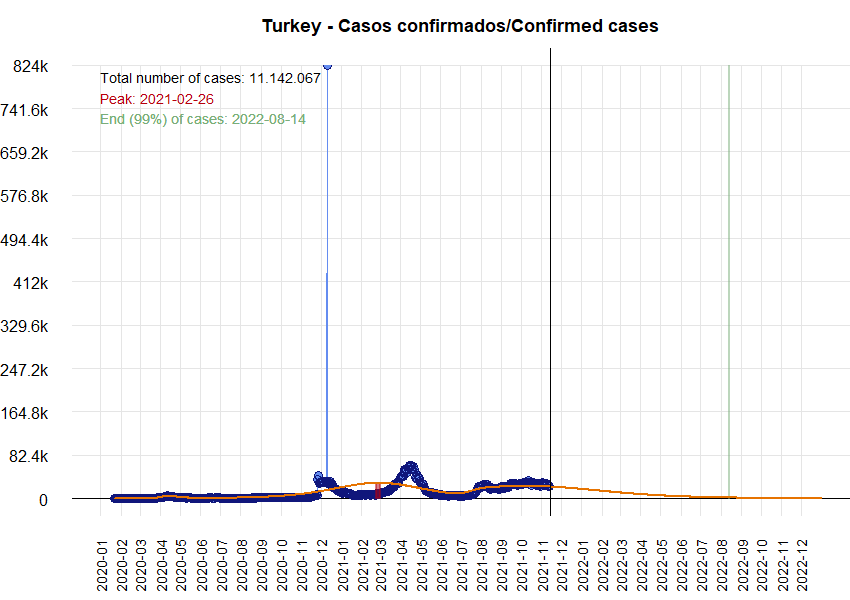 Turkey - Casos confirmados/Confirmed cases
824k
741.6k
659.2k
576.8k
494.4k
412k
329.6k
247.2k
164.8k
82.4k
0
Total number of cases: 11.142.067
Peak: 2021-02-26
End (99%) of cases: 2022-08-14
2020-01
2020-02
2020-03
2020-04
2020-05
2020-06
2020-07
2020-08
2020-09
2020-10
2020-11
2020-12
2021-01
2021-02
2021-03
2021-04
2021-05
2021-06
2021-07
2021-08
2021-09
2021-10
2021-11
2021-12
2022-01
2022-02
2022-03
2022-04
2022-05
2022-06
2022-07
2022-08
2022-09
2022-10
2022-11
2022-12